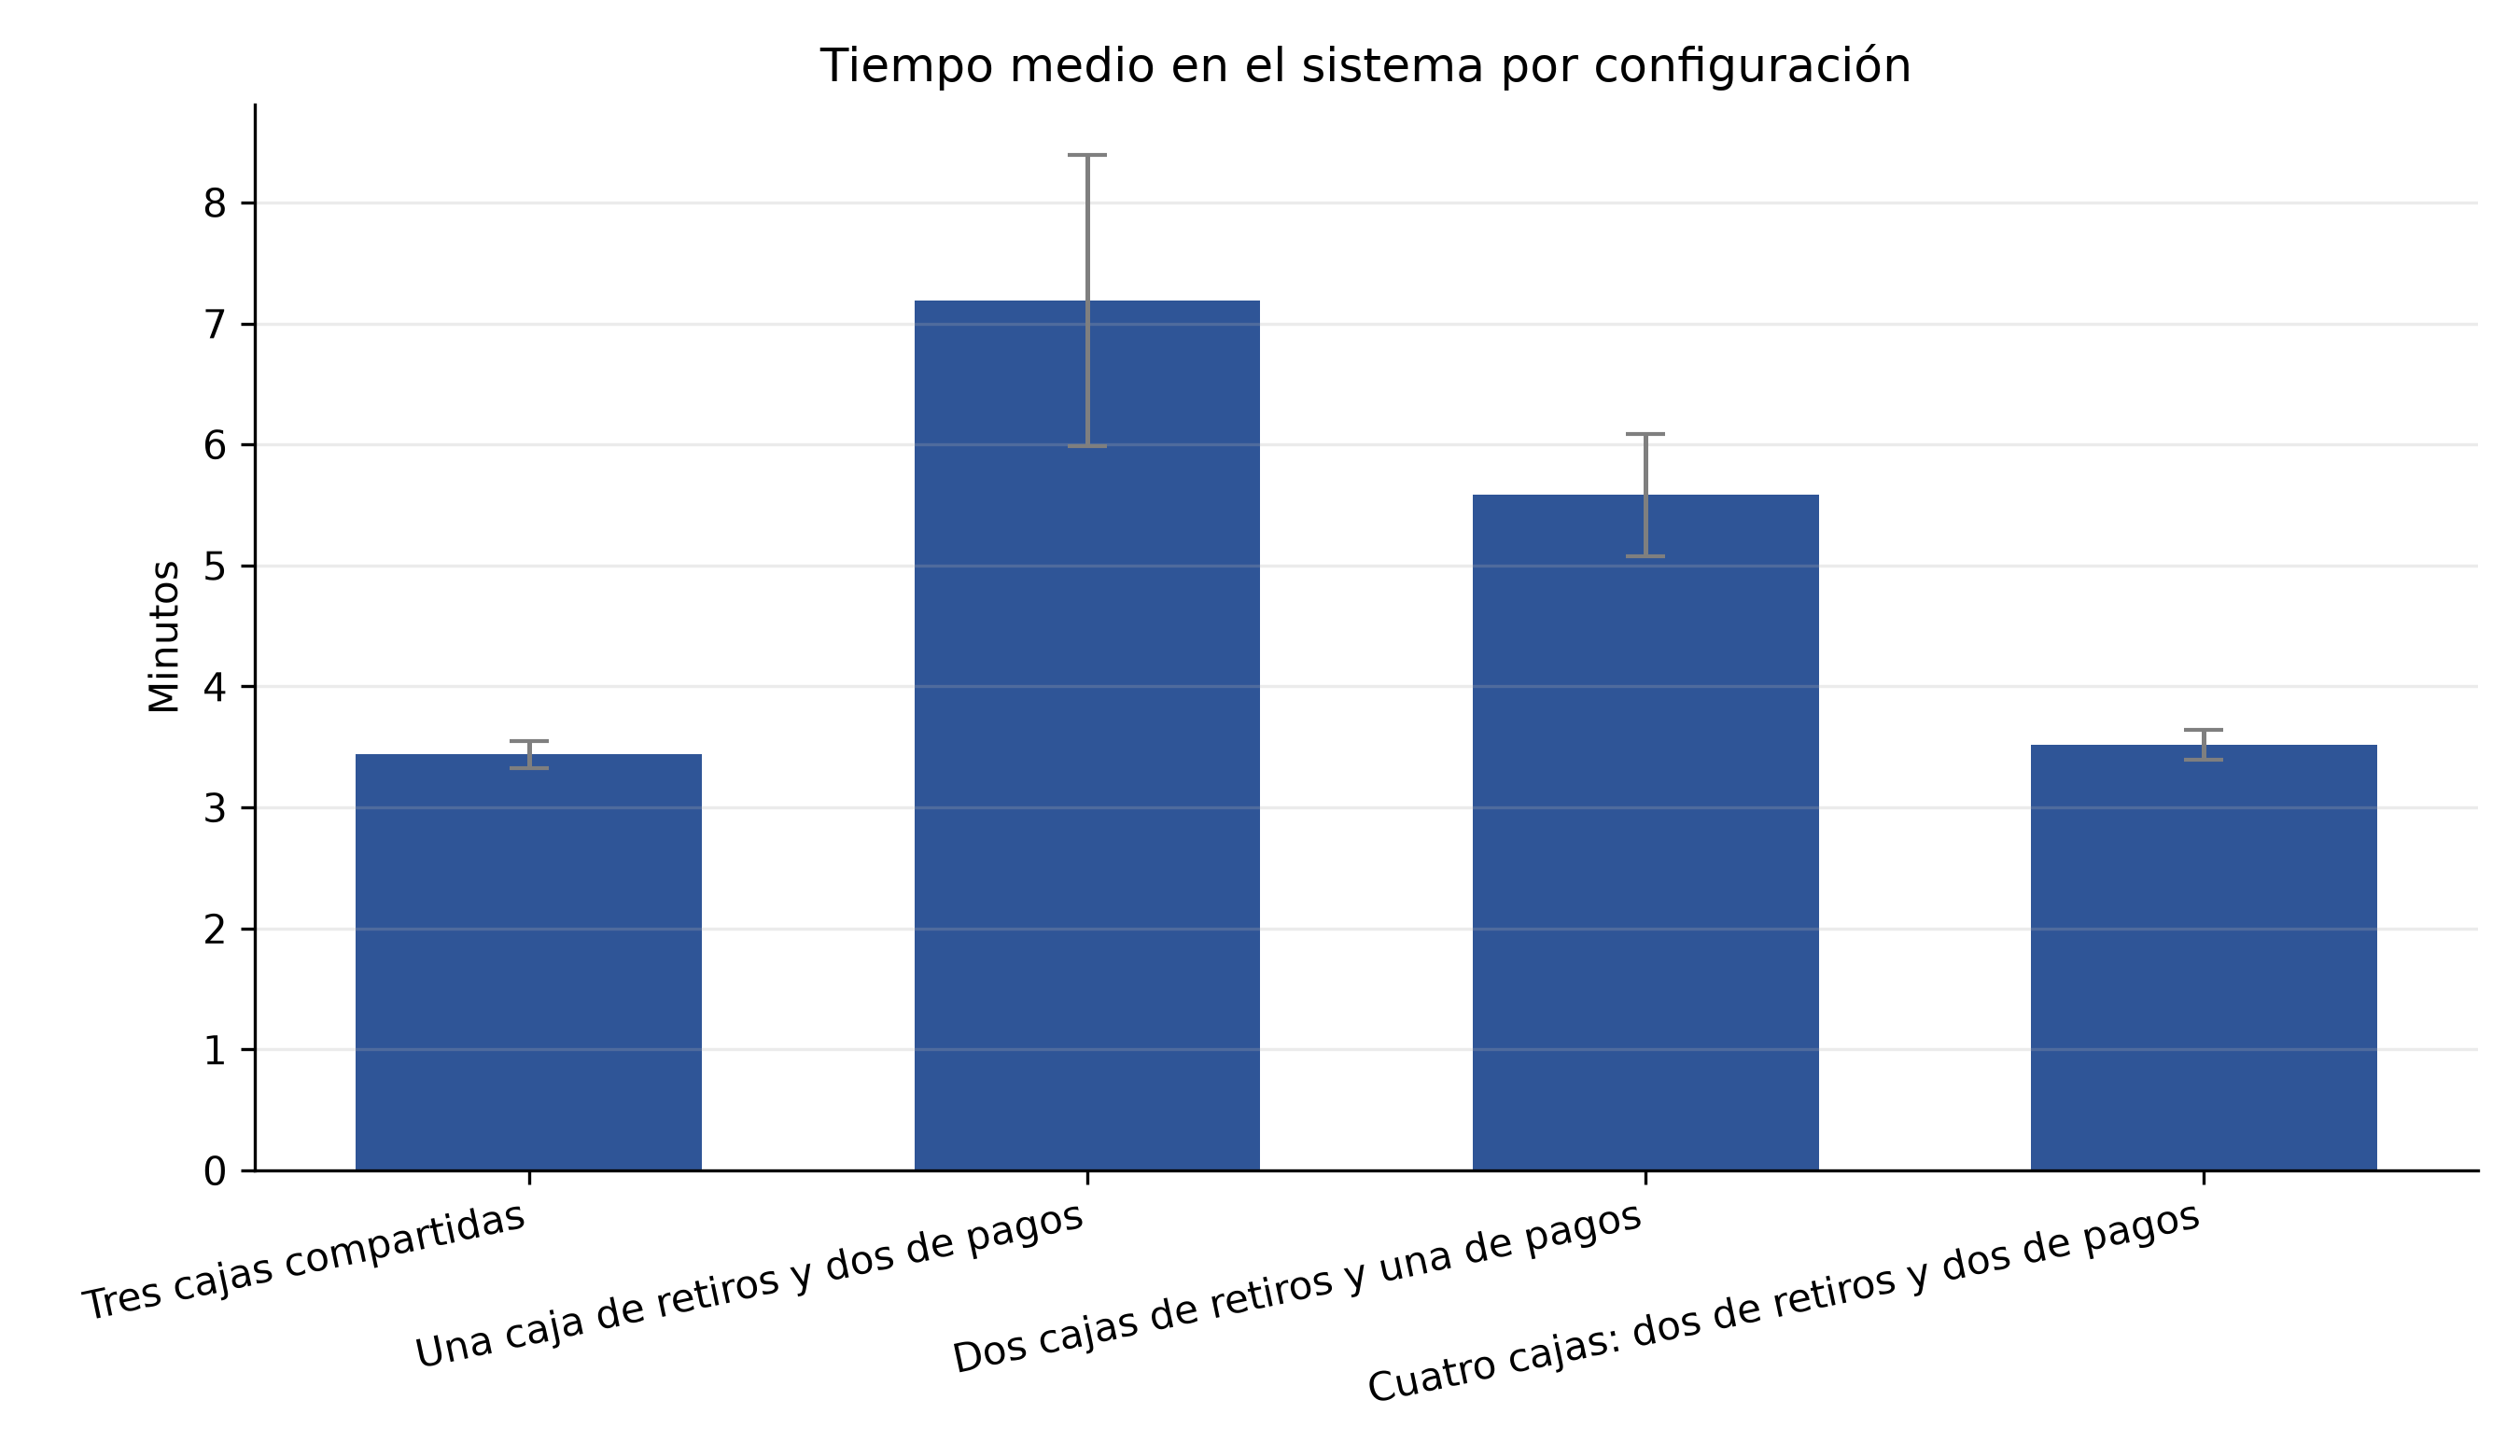 Tiempo medio en el sistema por configuración
Minutos
8
7
6
5
4
3
2
1
0
Tres cajas compartidas
Una caja de retiros y dos de pagos
Dos cajas de retiros y una de pagos
Cuatro cajas: dos de retiros y dos de pagos